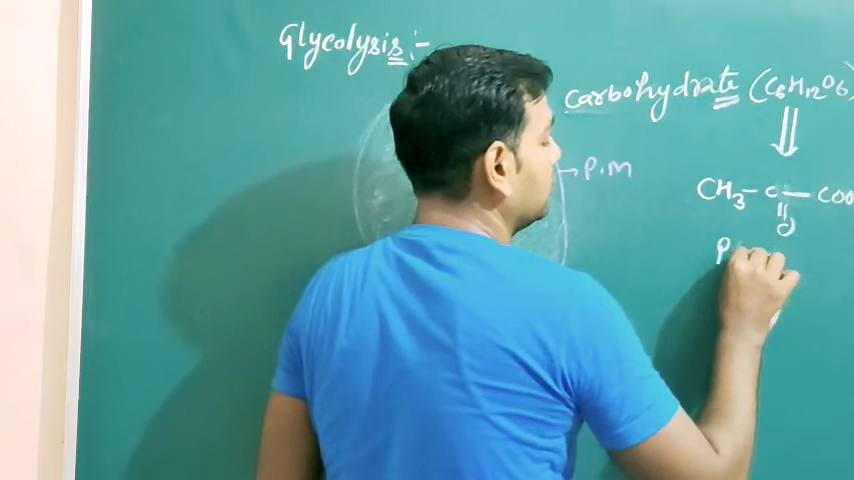 Glycolysis :-
Carbohydrate (C6H12O6)
P.M
CH3 - C - COO
||
O
P